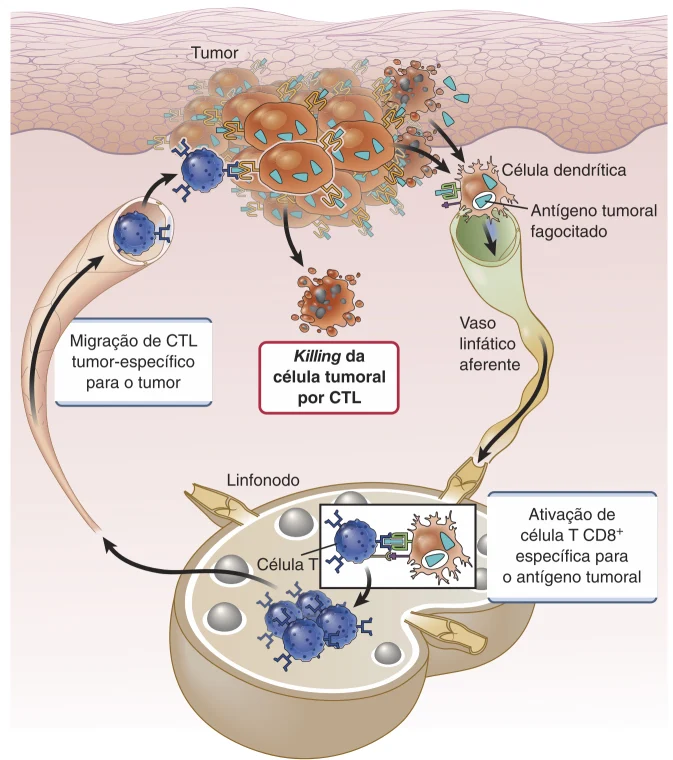 Tumor
Célula dendrítica
Antígeno tumoral
fagocitado
Vaso
linfático
aferente
Migração de CTL
tumor-específico
para o tumor
Killing da
célula tumoral
por CTL
Linfonodo
Célula T
Ativação de
célula T CD8⁺
específica para
o antígeno tumoral